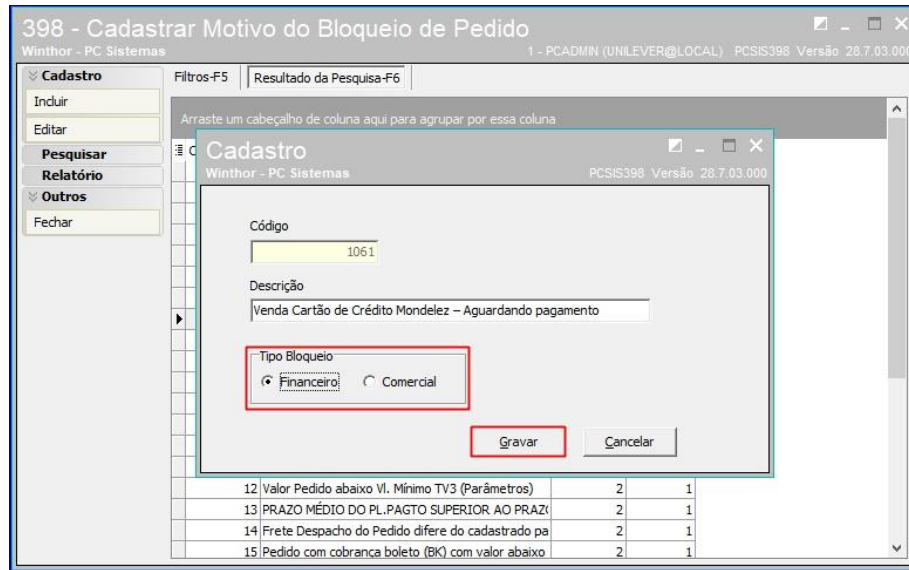 398 - Cadastrar Motivo do Bloqueio de Pedido
Winthor - PC Sistemas
1 - PCADMIN (UNILEVER@LOCAL) PCSIS398 Versão 28.7.03.000
Cadastro
Incluir
Editar
Pesquisar
Relatório
Outros
Fechar
Filtros-F5
Resultado da Pesquisa-F6
Arraste um cabeçalho de coluna aqui para agrupar por essa coluna
Cadastro
Winthor - PC Sistemas
PCSIS398 Versão 28.7.03.000
Código
1061
Descrição
Venda Cartão de Crédito Mondelez – Aguardando pagamento
Tipo Bloqueio
Financeiro Comercial
Gravar Cancelar
12 Valor Pedido abaixo Vl. Mínimo TV3 (Parâmetros) 2 1
13 PRAZO MÉDIO DO PL.PAGTO SUPERIOR AO 2 1
14 Frete Despacho do Pedido difere do cadastrado pa 2 1
15 Pedido com cobrança boleto (BK) com valor abaixo 2 1